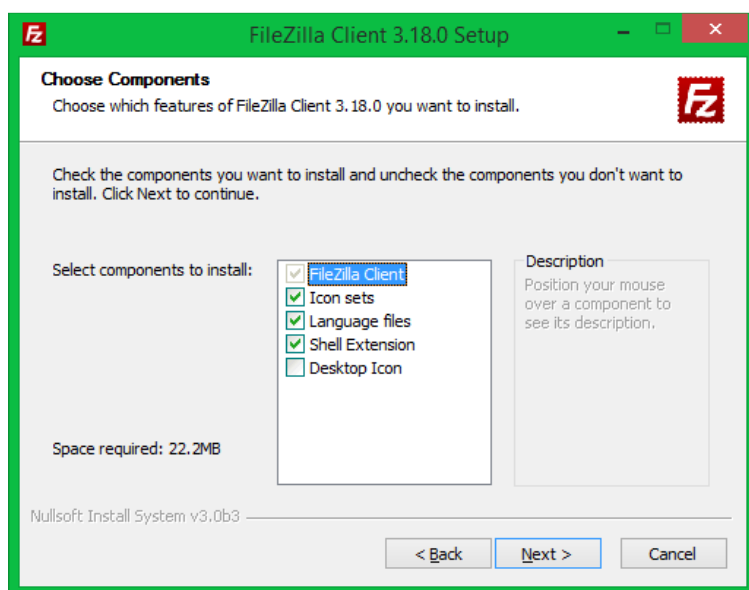 Fz
FileZilla Client 3.18.0 Setup
Choose Components
Choose which features of FileZilla Client 3.18.0 you want to install.
Fz
Check the components you want to install and uncheck the components you don't want to
install. Click Next to continue.
Select components to install:
FileZilla Client
Icon sets
Language files
Shell Extension
Desktop Icon
Description
Position your mouse
over a component to
see its description.
Space required: 22.2MB
Nullsoft Install System v3.0b3
< Back
Next >
Cancel